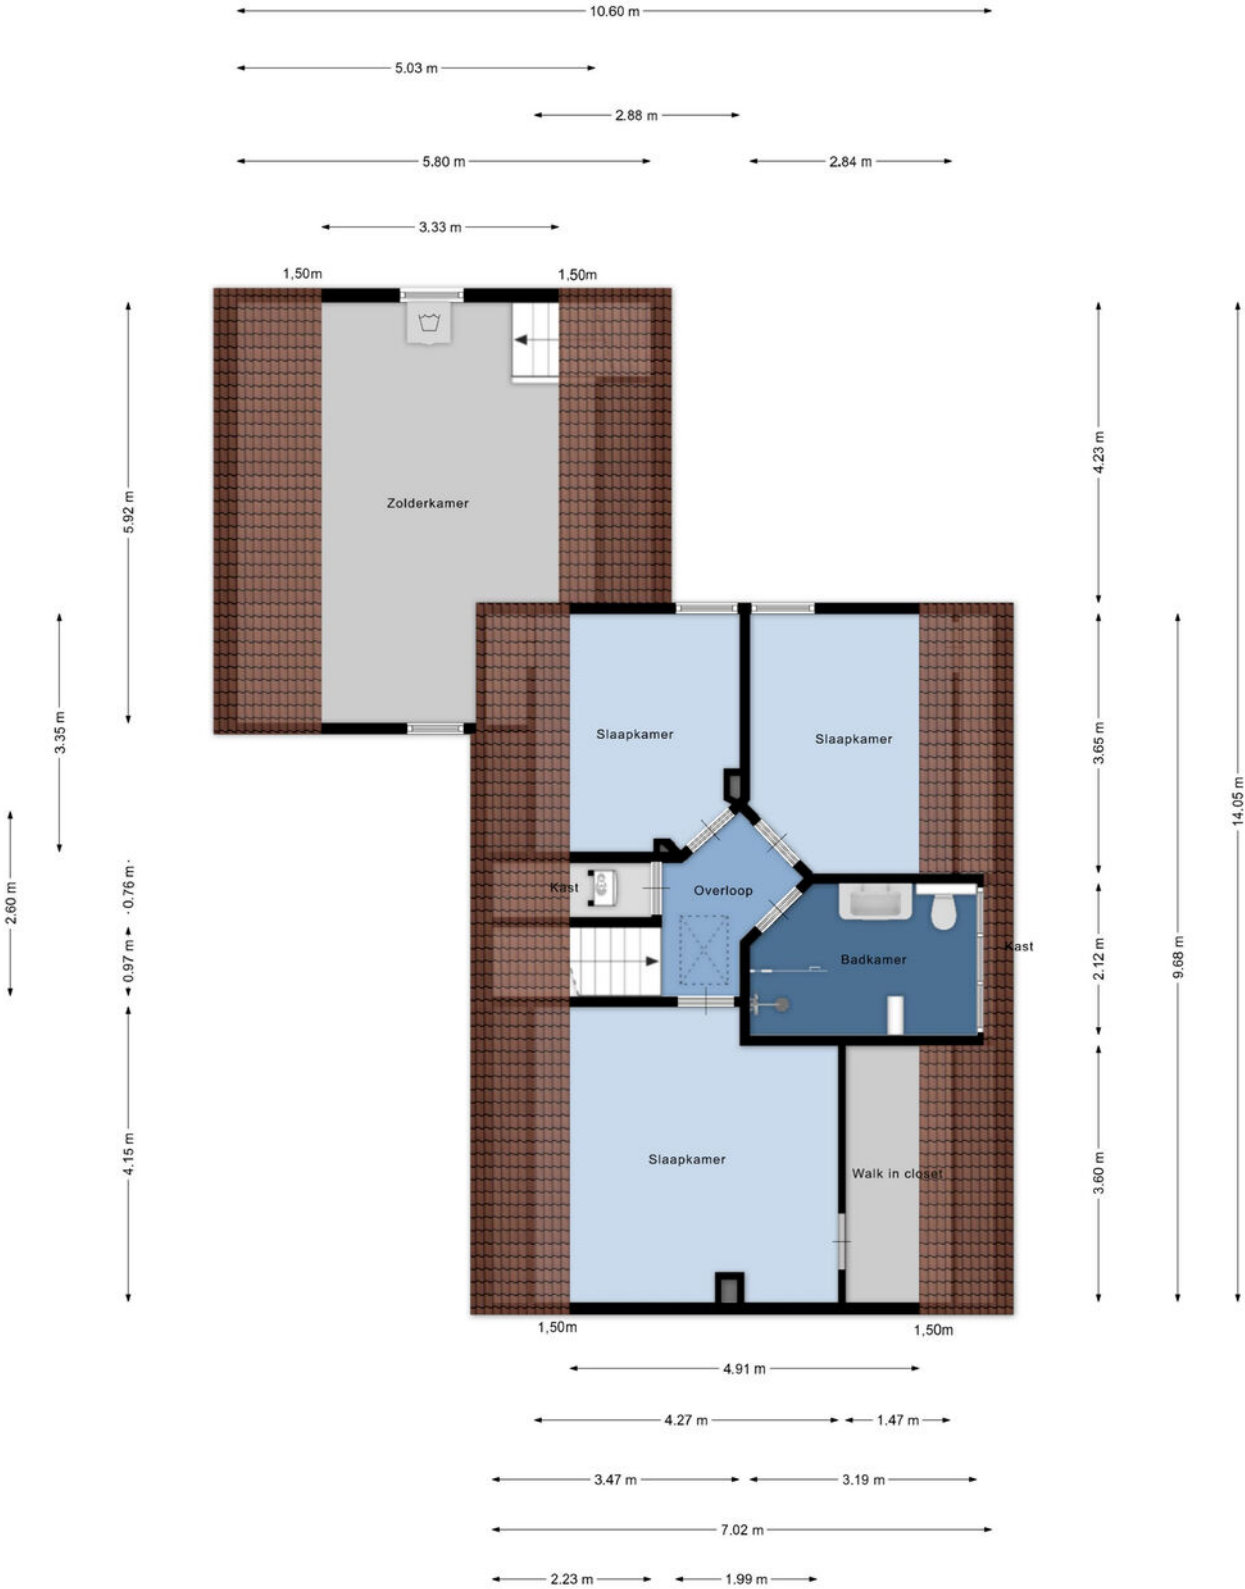 10.60 m
5.03 m
2.88 m
5.80 m
2.84 m
3.33 m
1,50m
1,50m
4.23 m
5.92 m
14.05 m
Zolderkamer
3.35 m
3.65 m
Slaapkamer
Slaapkamer
2.60 m
0.76 m
Kast
Overloop
9.68 m
0.97 m
Badkamer
Kast
2.12 m
4.15 m
Slaapkamer
Walk in closet
3.60 m
1,50m
1,50m
4.91 m
4.27 m
1.47 m
3.47 m
3.19 m
7.02 m
2.23 m
1.99 m